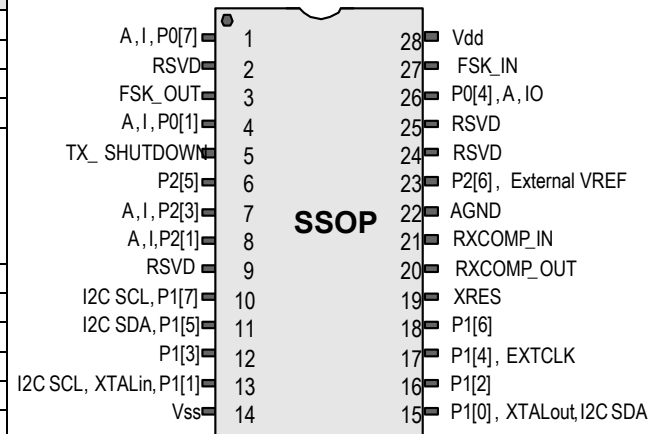 A,I,P0[7] 1 28 Vdd
RSVD 2 27 FSK_IN
FSK_OUT 3 26 P0[4],A,IO
A,I,P0[1] 4 25 RSVD
TX_ SHUTDOWN 5 24 RSVD
P2[5] 6 23 P2[6], External VREF
A,I,P2[3] 7 22 AGND
SSOP
A,I,P2[1] 8 21 RXCOMP_IN
RSVD 9 20 RXCOMP_OUT
I2C SCL,P1[7] 10 19 XRES
I2C SDA,P1[5] 11 18 P1[6]
P1[3] 12 17 P1[4], EXTCLK
I2C SCL, XTALin,P1[1] 13 16 P1[2]
Vss 14 15 P1[0], XTALout,I2C SDA